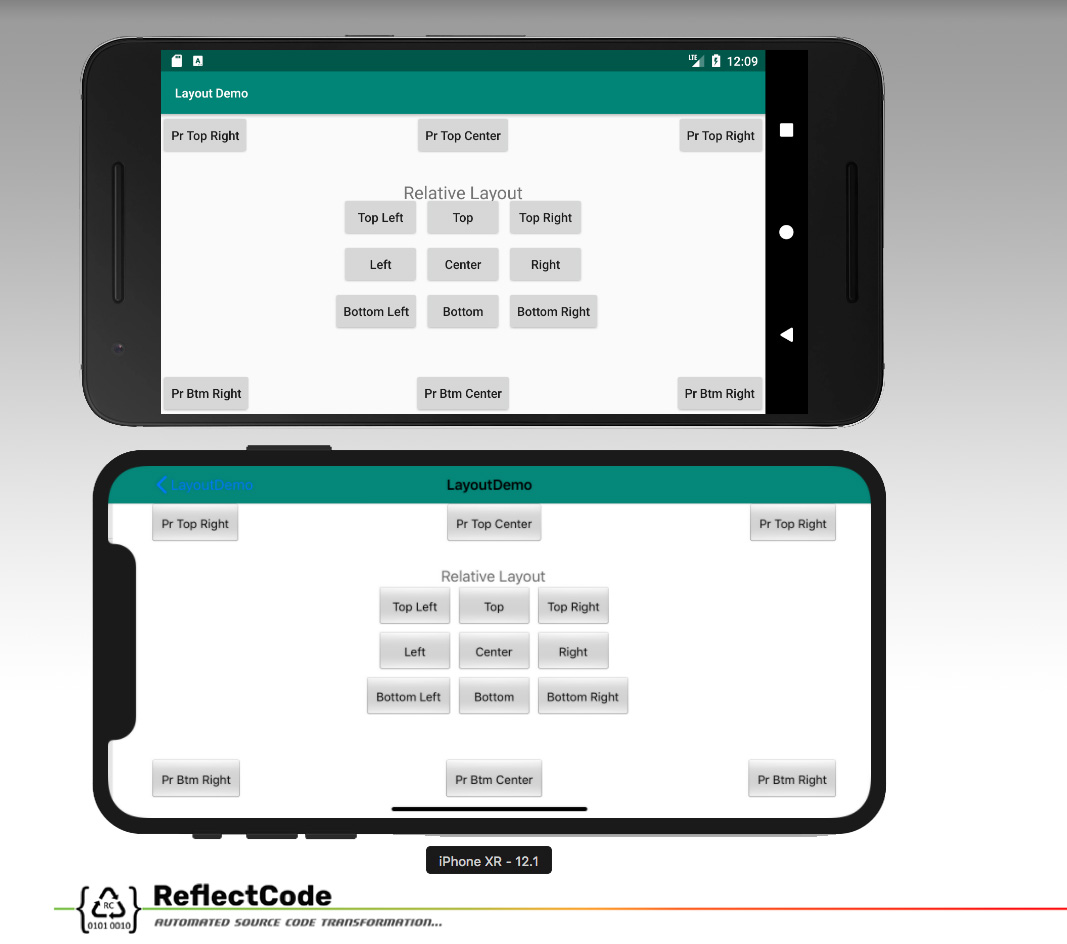 LTE 12:09
A
Layout Demo
Pr Top Right Pr Top Center Pr Top Right
Relative Layout
Top Left Top Top Right
Left Center Right
Bottom Left Bottom Bottom Right
Pr Btm Right Pr Btm Center Pr Btm Right
LayoutDemo LayoutDemo
Pr Top Right Pr Top Center Pr Top Right
Relative Layout
Top Left Top Top Right
Left Center Right
Bottom Left Bottom Bottom Right
Pr Btm Right Pr Btm Center Pr Btm Right
iPhone XR - 12.1
RC
0101 0010
ReflectCode
AUTOMATED SOURCE CODE TRANSFORMATION...